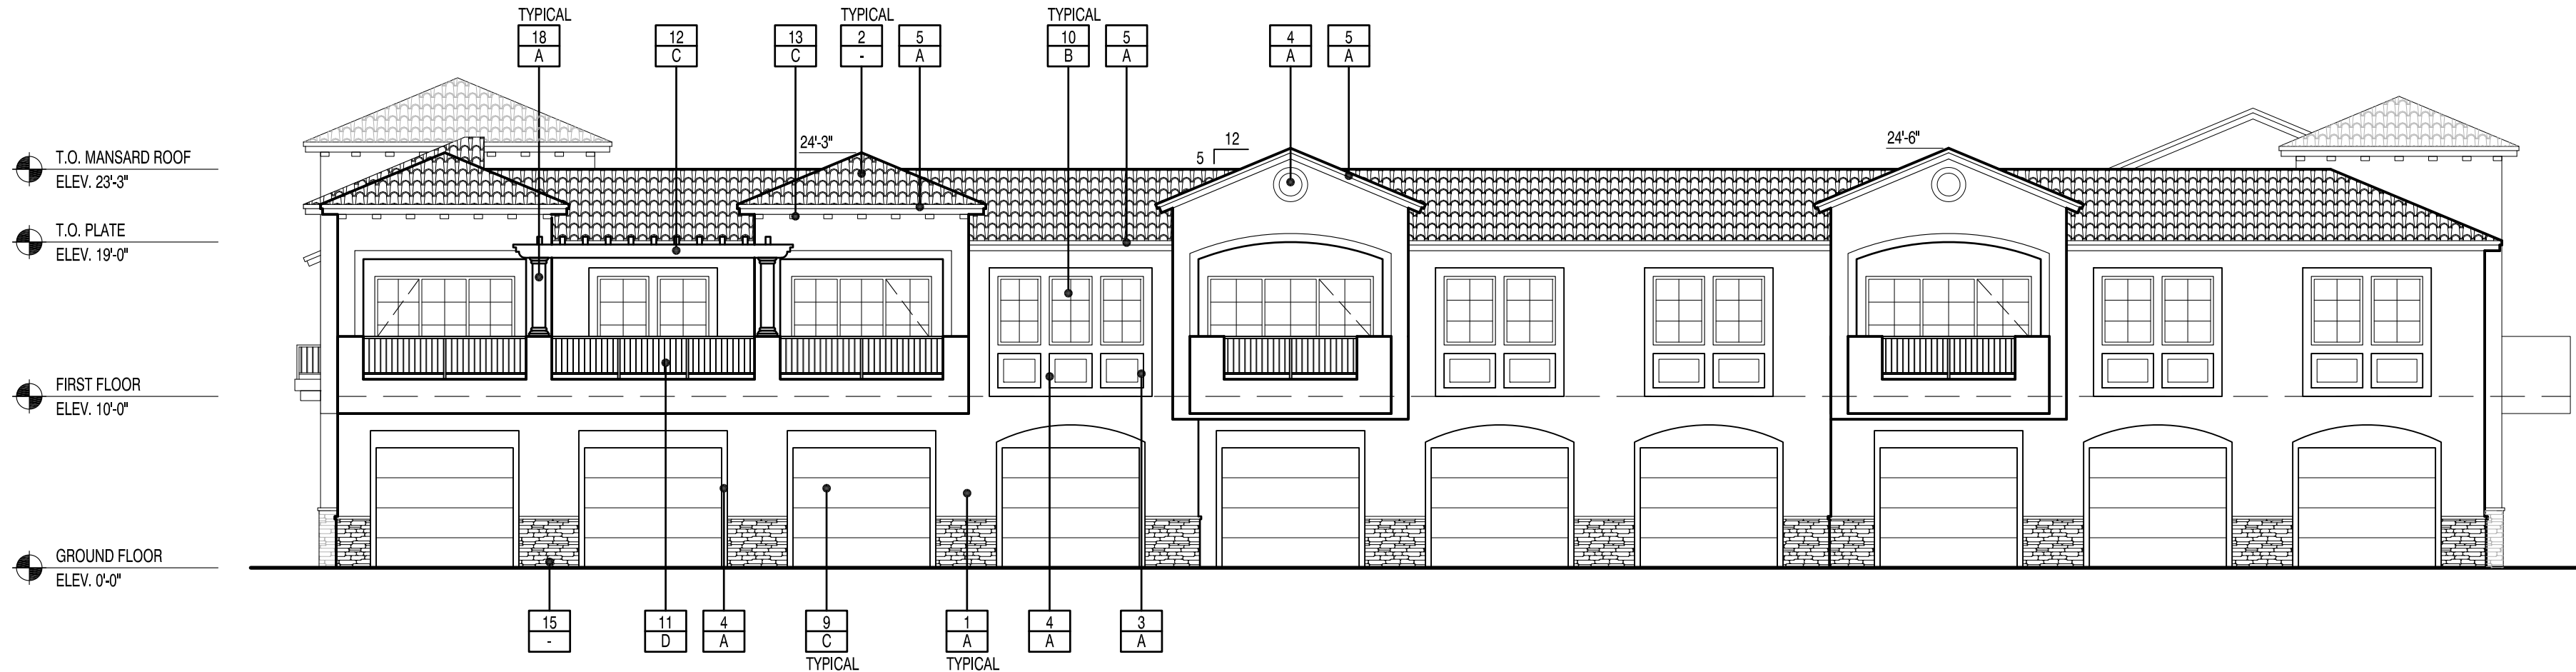 TYPICAL
18
A
12
C
13
C
TYPICAL
2
-
5
A
TYPICAL
10
B
5
A
4
A
5
A
24'-3"
12
5
24'-6"
T.O. MANSARD ROOF
ELEV. 23'-3"
T.O. PLATE
ELEV. 19'-0"
FIRST FLOOR
ELEV. 10'-0"
GROUND FLOOR
ELEV. 0'-0"
15
-
11
D
4
A
9
C
TYPICAL
1
A
TYPICAL
4
A
3
A